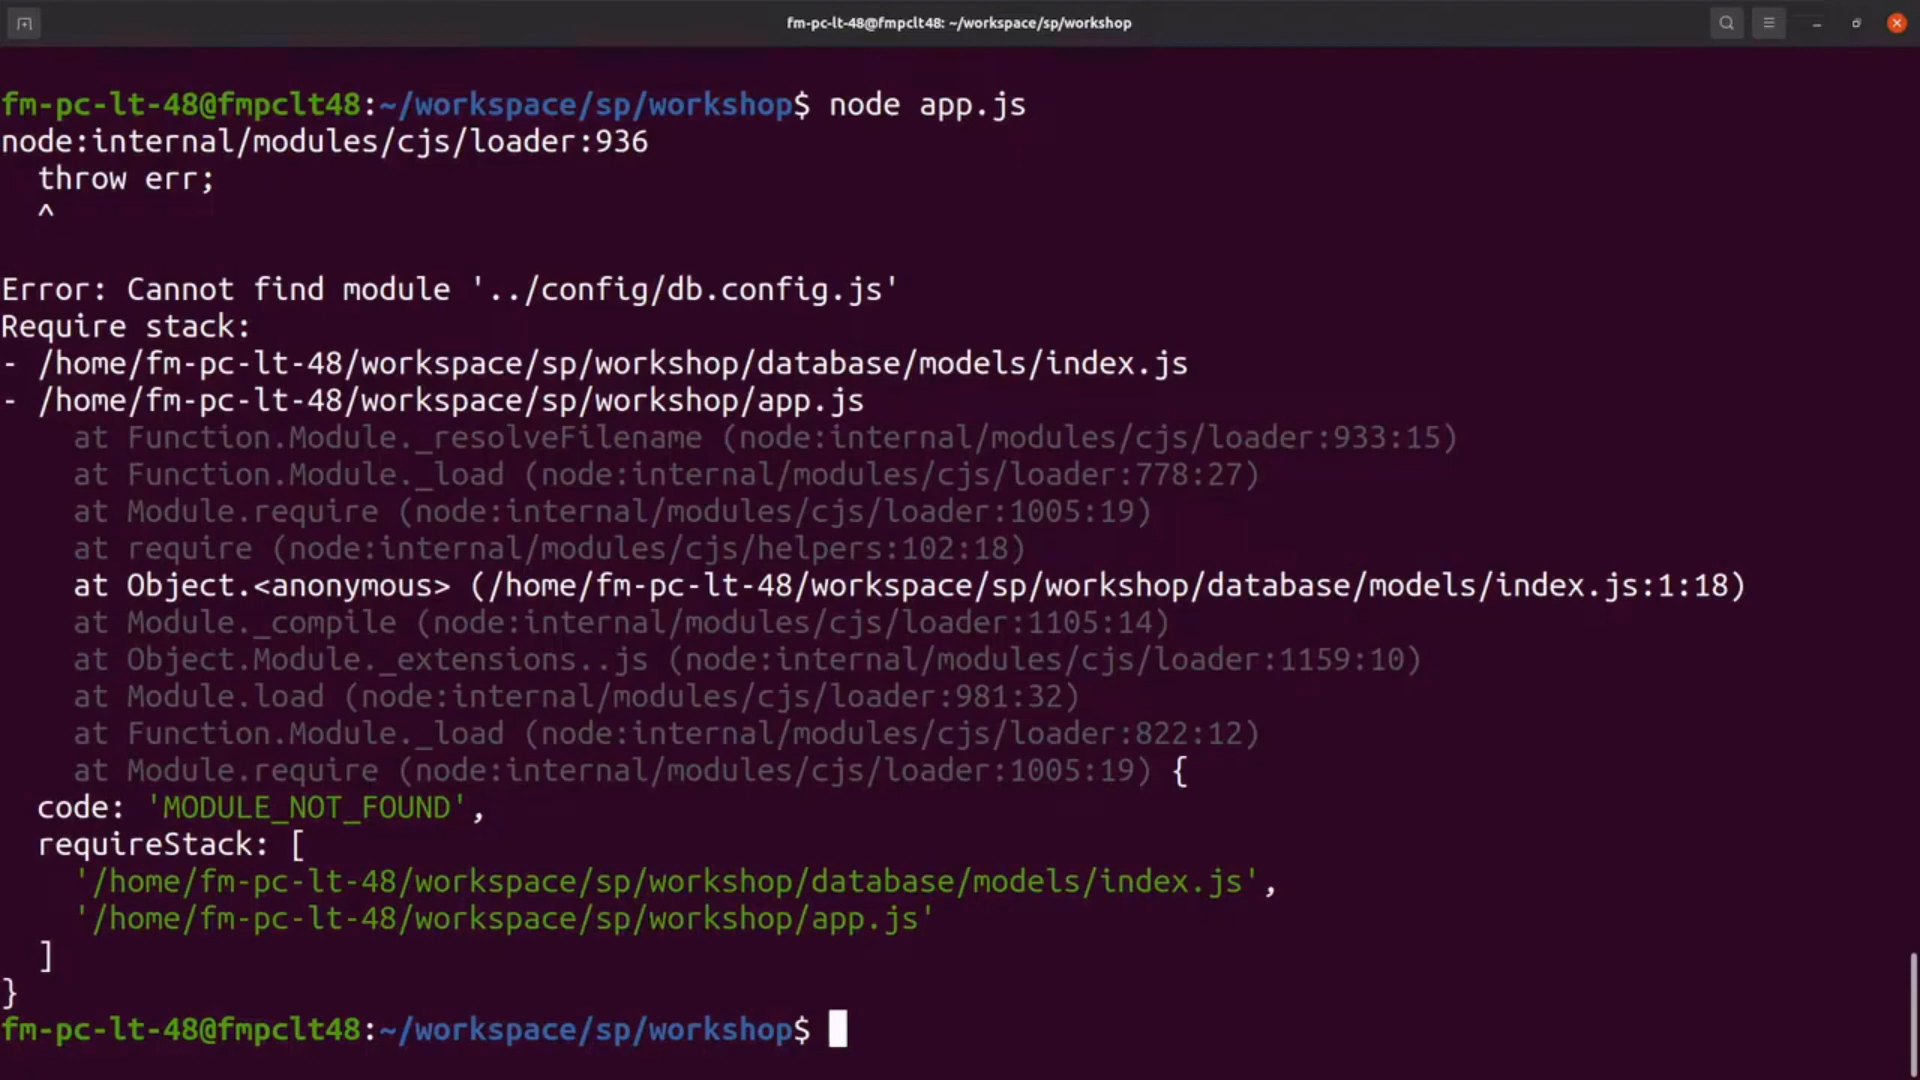 fm-pc-lt-48@fmpclt48: ~/workspace/sp/workshop
fm-pc-lt-48@fmpclt48:~/workspace/sp/workshop$ node app.js
node:internal/modules/cjs/loader:936
  throw err;
  ^

Error: Cannot find module '../config/db.config.js'
Require stack:
- /home/fm-pc-lt-48/workspace/sp/workshop/database/models/index.js
- /home/fm-pc-lt-48/workspace/sp/workshop/app.js
    at Function.Module._resolveFilename (node:internal/modules/cjs/loader:933:15)
    at Function.Module._load (node:internal/modules/cjs/loader:778:27)
    at Module.require (node:internal/modules/cjs/loader:1005:19)
    at require (node:internal/modules/cjs/helpers:102:18)
    at Object.<anonymous> (/home/fm-pc-lt-48/workspace/sp/workshop/database/models/index.js:1:18)
    at Module._compile (node:internal/modules/cjs/loader:1105:14)
    at Object.Module._extensions..js (node:internal/modules/cjs/loader:1159:10)
    at Module.load (node:internal/modules/cjs/loader:981:32)
    at Function.Module._load (node:internal/modules/cjs/loader:822:12)
    at Module.require (node:internal/modules/cjs/loader:1005:19) {
  code: 'MODULE_NOT_FOUND',
  requireStack: [
    '/home/fm-pc-lt-48/workspace/sp/workshop/database/models/index.js',
    '/home/fm-pc-lt-48/workspace/sp/workshop/app.js'
  ]
}
fm-pc-lt-48@fmpclt48:~/workspace/sp/workshop$